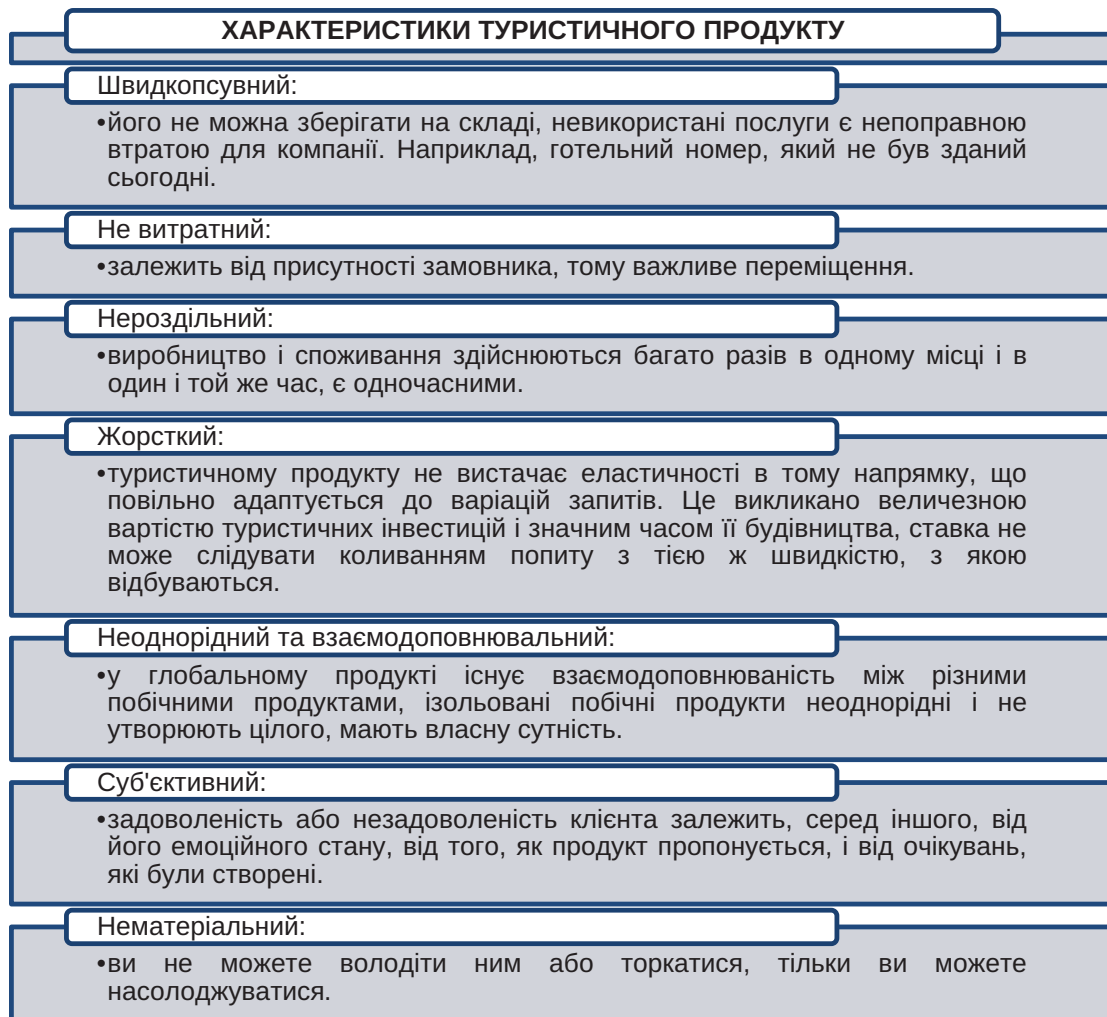 ХАРАКТЕРИСТИКИ ТУРИСТИЧНОГО ПРОДУКТУ
Швидкопсувний:
•його не можна зберігати на складі, невикористані послуги є непоправною
втратою для компанії. Наприклад, готельний номер, який не був зданий
сьогодні.
Не витратний:
•залежить від присутності замовника, тому важливе переміщення.
Нероздільний:
•виробництво і споживання здійснюються багато разів в одному місці і в
один і той же час, є одночасними.
Жорсткий:
•туристичному продукту не вистачає еластичності в тому напрямку, що
повільно адаптується до варіацій запитів. Це викликано величезною
вартістю туристичних інвестицій і значним часом її будівництва, ставка не
може слідувати коливанням попиту з тією ж швидкістю, з якою
відбуваються.
Неоднорідний та взаємодоповнювальний:
•у глобальному продукті існує взаємодоповнюваність між різними
побічними продуктами, ізольовані побічні продукти неоднорідні і не
утворюють цілого, мають власну сутність.
Суб'єктивний:
•задоволеність або незадоволеність клієнта залежить, серед іншого, від
його емоційного стану, від того, як продукт пропонується, і від очікувань,
які були створені.
Нематеріальний:
•ви не можете володіти ним або торкатися, тільки ви можете
насолоджуватися.